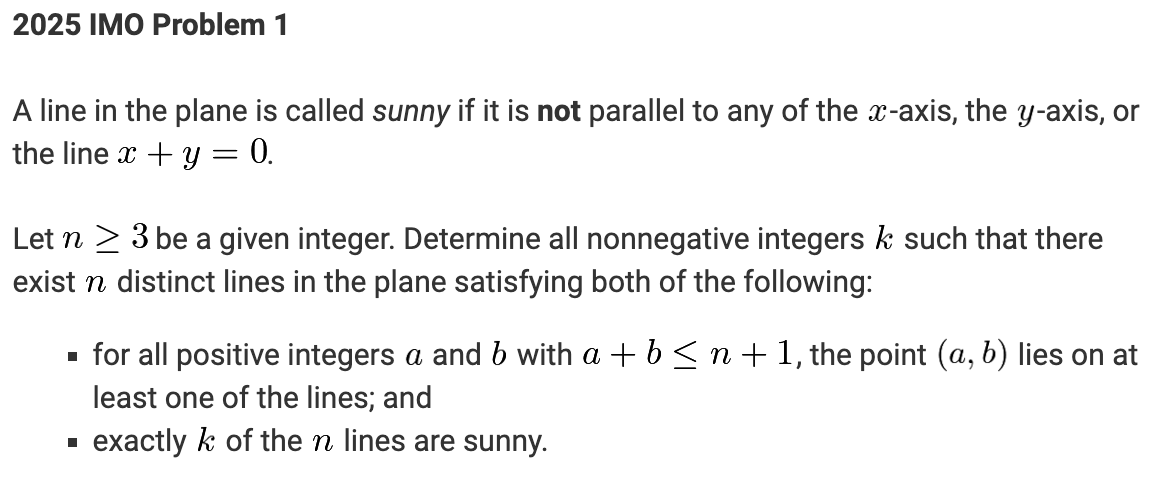 2025 IMO Problem 1
A line in the plane is called sunny if it is not parallel to any of the x-axis, the y-axis, or
the line x + y = 0.
Let n ≥ 3 be a given integer. Determine all nonnegative integers k such that there
exist n distinct lines in the plane satisfying both of the following:
▪ for all positive integers a and b with a + b ≤ n + 1, the point (a, b) lies on at
least one of the lines; and
▪ exactly k of the n lines are sunny.